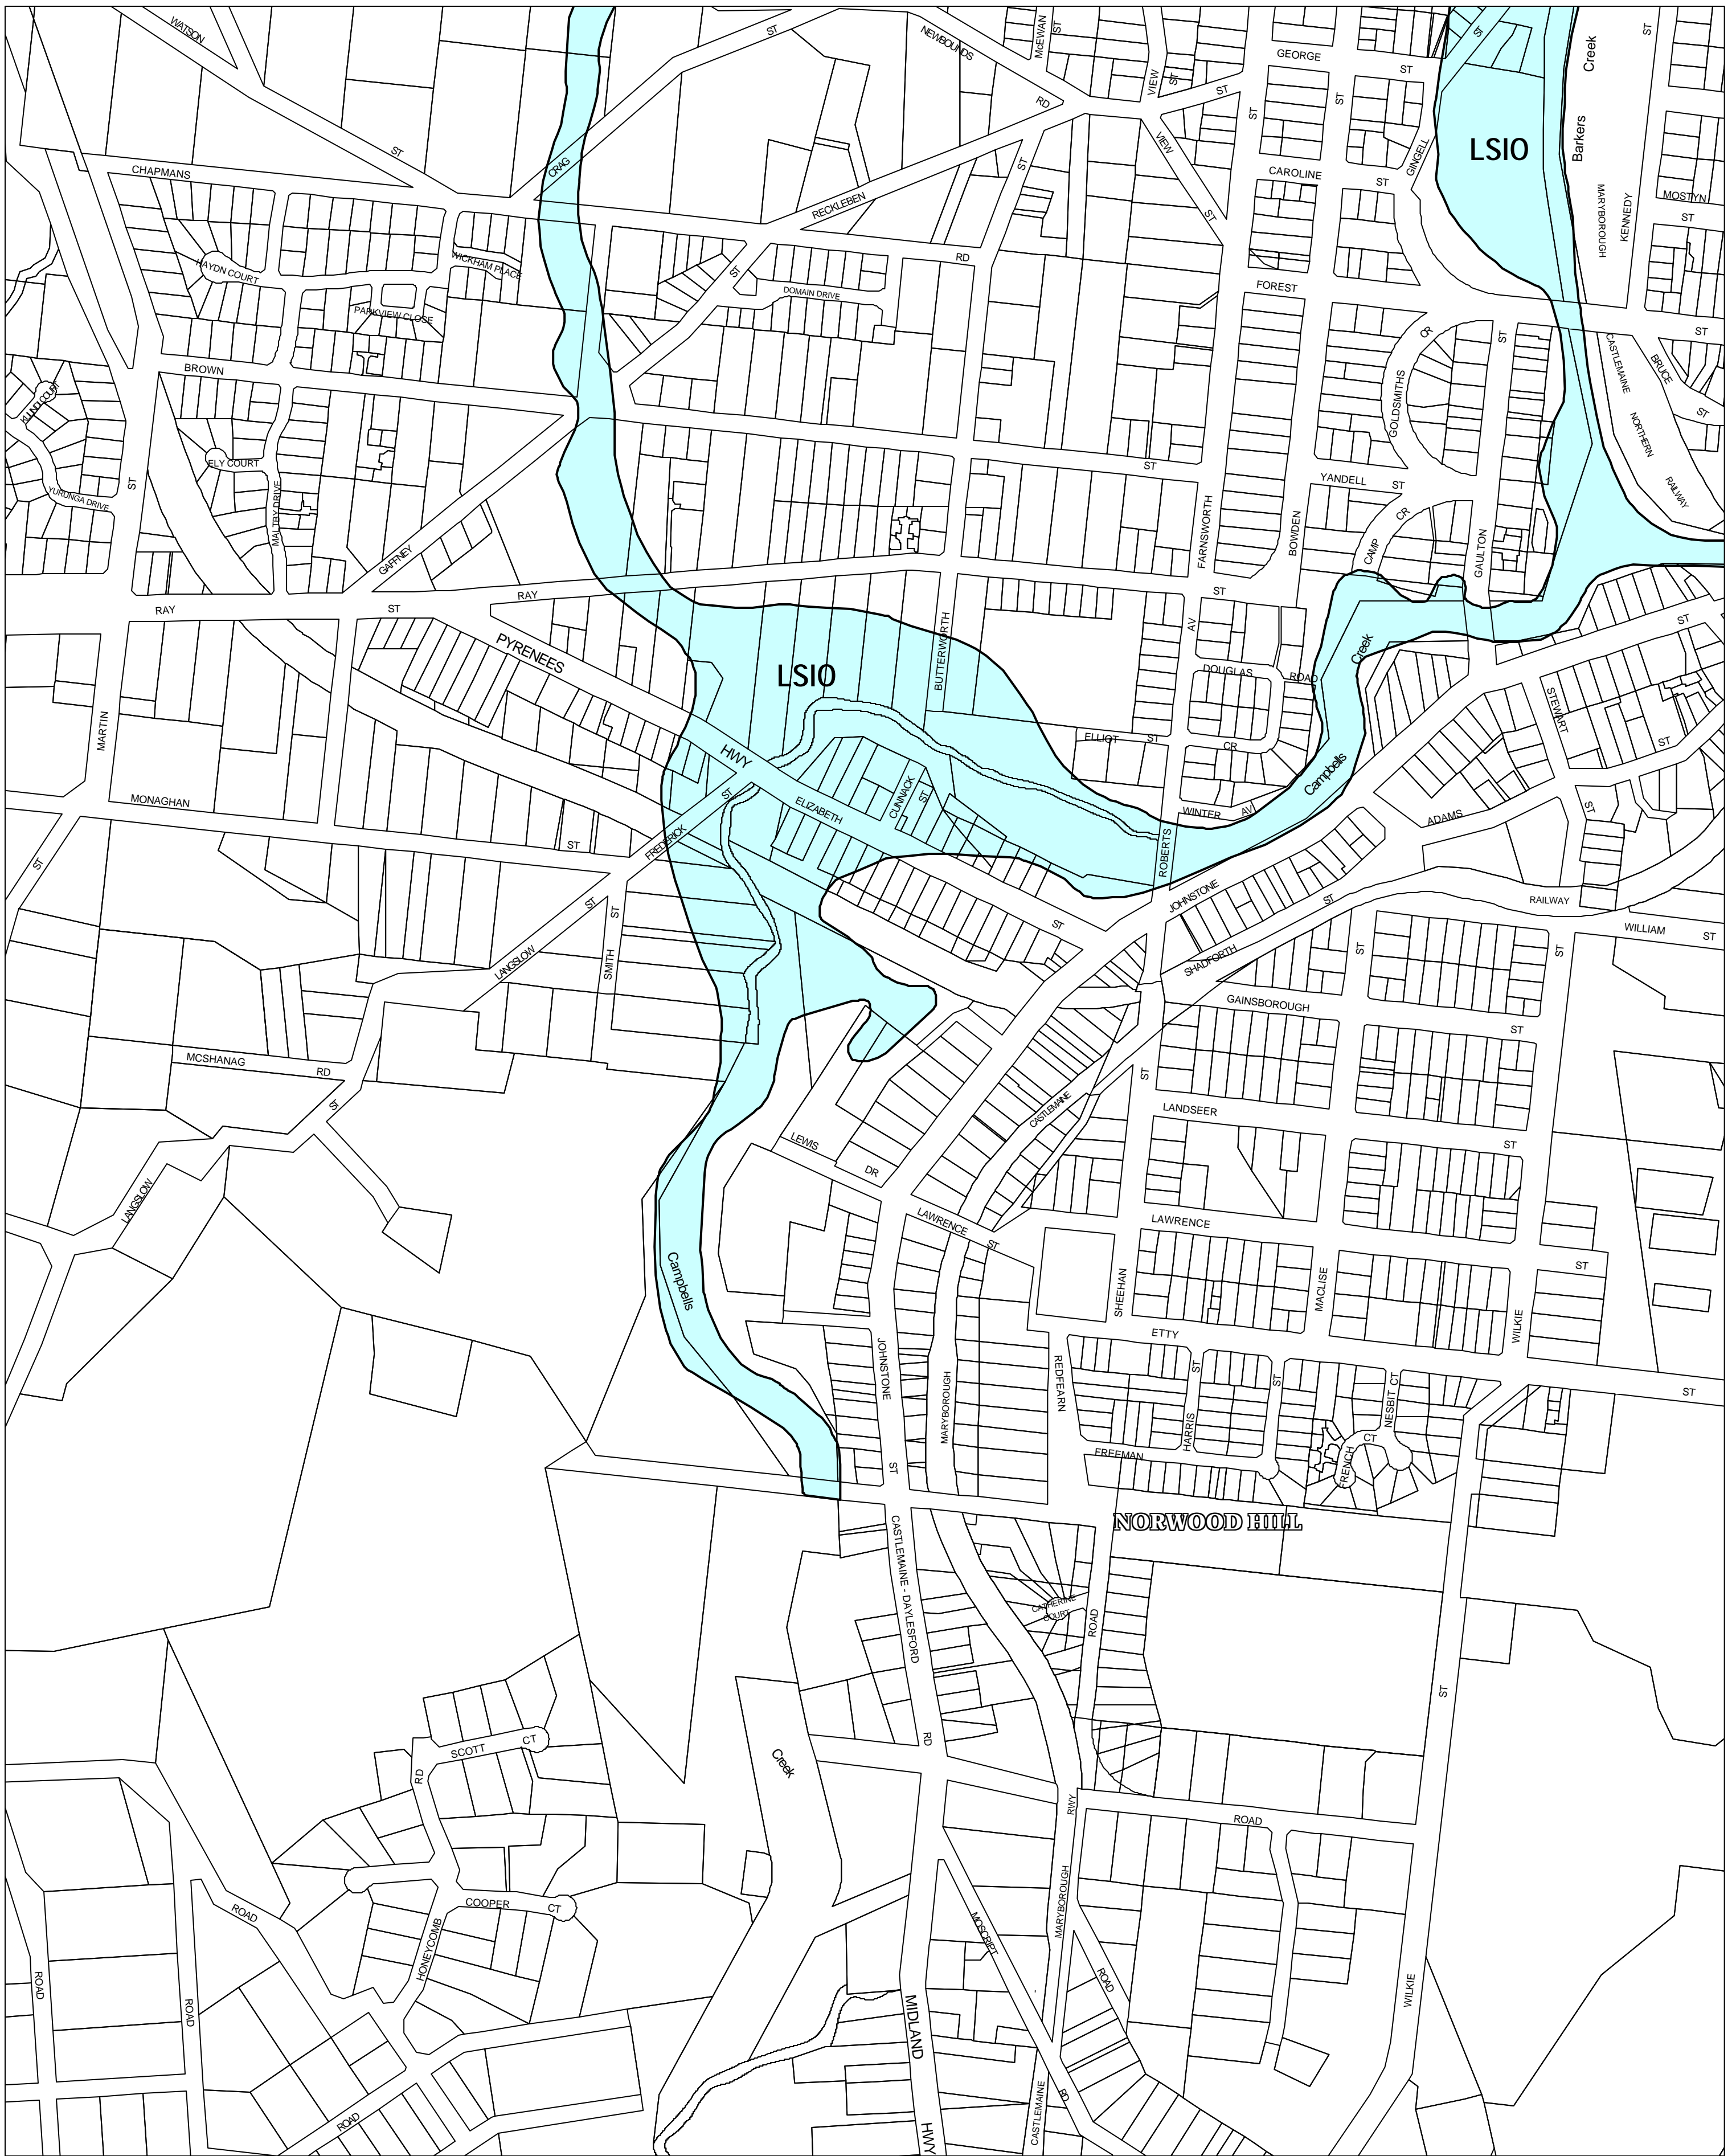 WATSON
ST
NEWBOUNDS
McEWAN
ST
VIEW
ST
GEORGE
ST
ST
Creek
ST
RD
ST
ST
ST
LSIO
Barkers
CRAG
ST
VIEW
GINGELL
CHAPMANS
ST
CAROLINE
ST
RECKLEBEN
ST
MARYBOROUGH
KENNEDY
MOSTYN
ST
HAYDN COURT
WICKHAM PLACE
ST
RD
DOMAIN DRIVE
FOREST
PARKVIEW CLOSE
CR
ST
CASTLEMAINE
BRUCE
ST
BROWN
GOLDSMITHS
NORTHERN
ST
ELY COURT
ST
YANDELL
ST
RAILWAY
YURUNGA DRIVE
ST
MALTBY DRIVE
FARNSWORTH
BOWDEN
CR
CAMP
GAULTON
GAFFNEY
RAY
ST
RAY
ST
PYRENEES
BUTTERWORTH
AV
Creek
ST
LSIO
DOUGLAS
ROAD
STEWART
MARTIN
HWY
ELLIOT
ST
CR
ST
Campbells
MONAGHAN
ST
ELIZABETH
CUNNACK
ST
WINTER
AV
ST
ADAMS
FREDERICK
ST
ROBERTS
ST
JOHNSTONE
ST
RAILWAY
ST
ST
ST
SHADFORTH
ST
ST
WILLIAM
ST
LANGSLOW
SMITH
GAINSBOROUGH
ST
MCSHANAG
RD
ST
ST
CASTLEMAINE
LANDSEER
ST
LEWIS
DR
LANGSLOW
LAWRENCE
ST
LAWRENCE
ST
Campbells
SHEEHAN
MACLISE
WILKIE
ETTY
JOHNSTONE
REDFEARN
ST
ST
NESBIT CT
ST
MARYBOROUGH
HARRIS
FREEMAN
CT
FRENCH
ST
NORWOOD HILL
CASTLEMAINE - DAYLESFORD
CATHERINE
COURT
ROAD
ST
RD
SCOTT
CT
Creek
RD
RWY
ROAD
COOPER
CT
MARYBOROUGH
ROAD
MOSCRIPT
HONEYCOMB
ROAD
ROAD
ROAD
WILKIE
MIDLAND
RD
ROAD
CASTLEMAINE
HWY